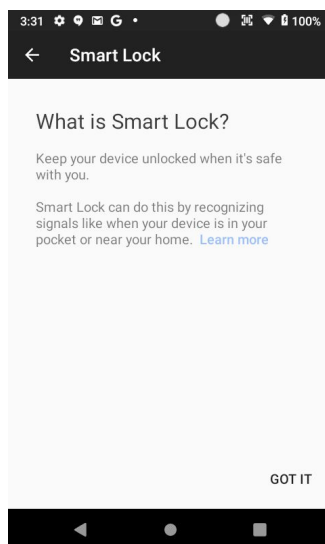 3:31 G 100%
Smart Lock
What is Smart Lock?
Keep your device unlocked when it's safe
with you.
Smart Lock can do this by recognizing
signals like when your device is in your
pocket or near your home. Learn more
GOT IT